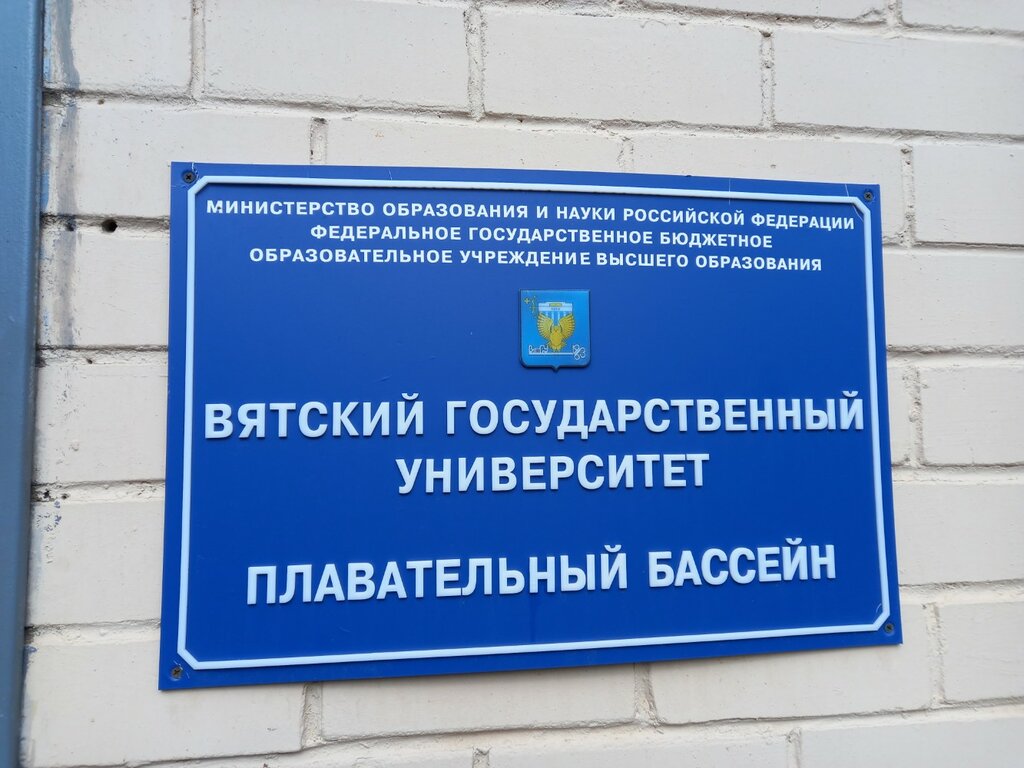 МИНИСТЕРСТВО ОБРАЗОВАНИЯ И НАУКИ РОССИЙСКОЙ ФЕДЕРАЦИИ
ФЕДЕРАЛЬНОЕ ГОСУДАРСТВЕННОЕ БЮДЖЕТНОЕ
ОБРАЗОВАТЕЛЬНОЕ УЧРЕЖДЕНИЕ ВЫСШЕГО ОБРАЗОВАНИЯ
ВЯТСКИЙ ГОСУДАРСТВЕННЫЙ
УНИВЕРСИТЕТ
ПЛАВАТЕЛЬНЫЙ БАССЕЙН